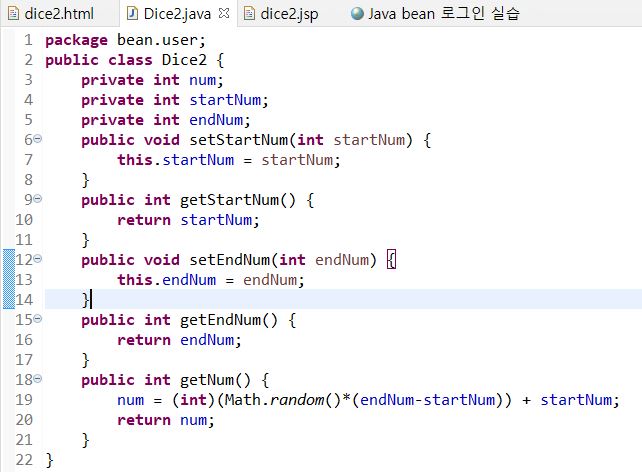 dice2.html Dice2.java dice2.jsp Java bean 로그인 실습
1 package bean.user;
2 public class Dice2 {
3     private int num;
4     private int startNum;
5     private int endNum;
6     public void setStartNum(int startNum) {
7         this.startNum = startNum;
8     }
9     public int getStartNum() {
10         return startNum;
11     }
12     public void setEndNum(int endNum) {
13         this.endNum = endNum;
14     }
15     public int getEndNum() {
16         return endNum;
17     }
18     public int getNum() {
19         num = (int)(Math.random()*(endNum-startNum)) + startNum;
20         return num;
21     }
22 }